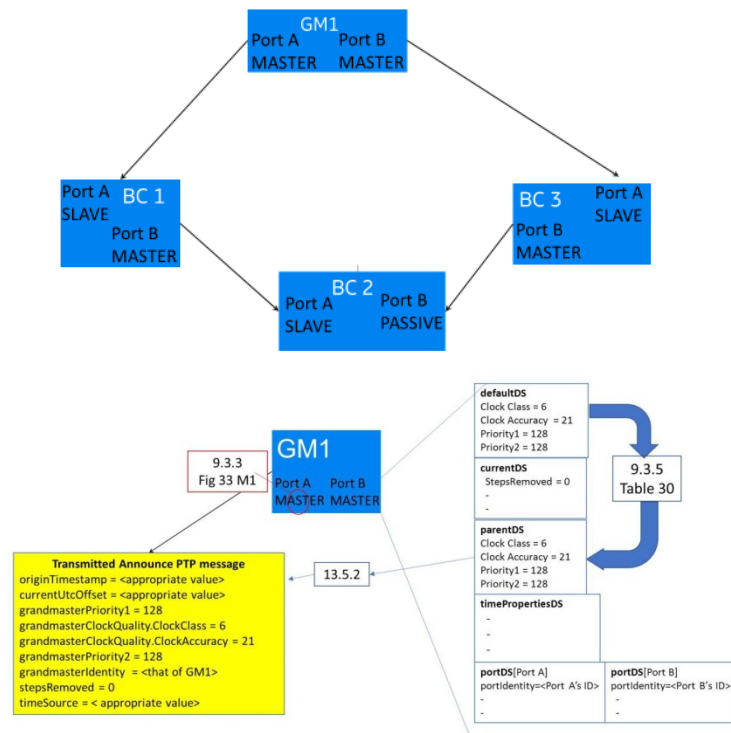 GM1
Port A Port B
MASTER MASTER
Port A BC 1
SLAVE
Port B
MASTER
BC 3 Port A
SLAVE
Port B
MASTER
BC 2
Port A Port B
SLAVE PASSIVE
9.3.3
Fig 33 M1
GM1
Port A Port B
MASTER MASTER
Transmitted Announce PTP message
originTimestamp = <appropriate value>
currentUtcOffset = <appropriate value>
grandmasterPriority1 = 128
grandmasterClockQuality.ClockClass = 6
grandmasterClockQuality.ClockAccuracy = 21
grandmasterPriority2 = 128
grandmasterIdentity = <that of GM1>
stepsRemoved = 0
timeSource = < appropriate value>
13.5.2
defaultDS
Clock Class = 6
Clock Accuracy = 21
Priority1 = 128
Priority2 = 128
currentDS
StepsRemoved = 0
-
-
parentDS
Clock Class = 6
Clock Accuracy = 21
Priority1 = 128
Priority2 = 128
timePropertiesDS
-
-
-
portDS[Port A]
portIdentity=<Port A's ID>
-
-
portDS[Port B]
portIdentity=<Port B's ID>
-
-
9.3.5
Table 30